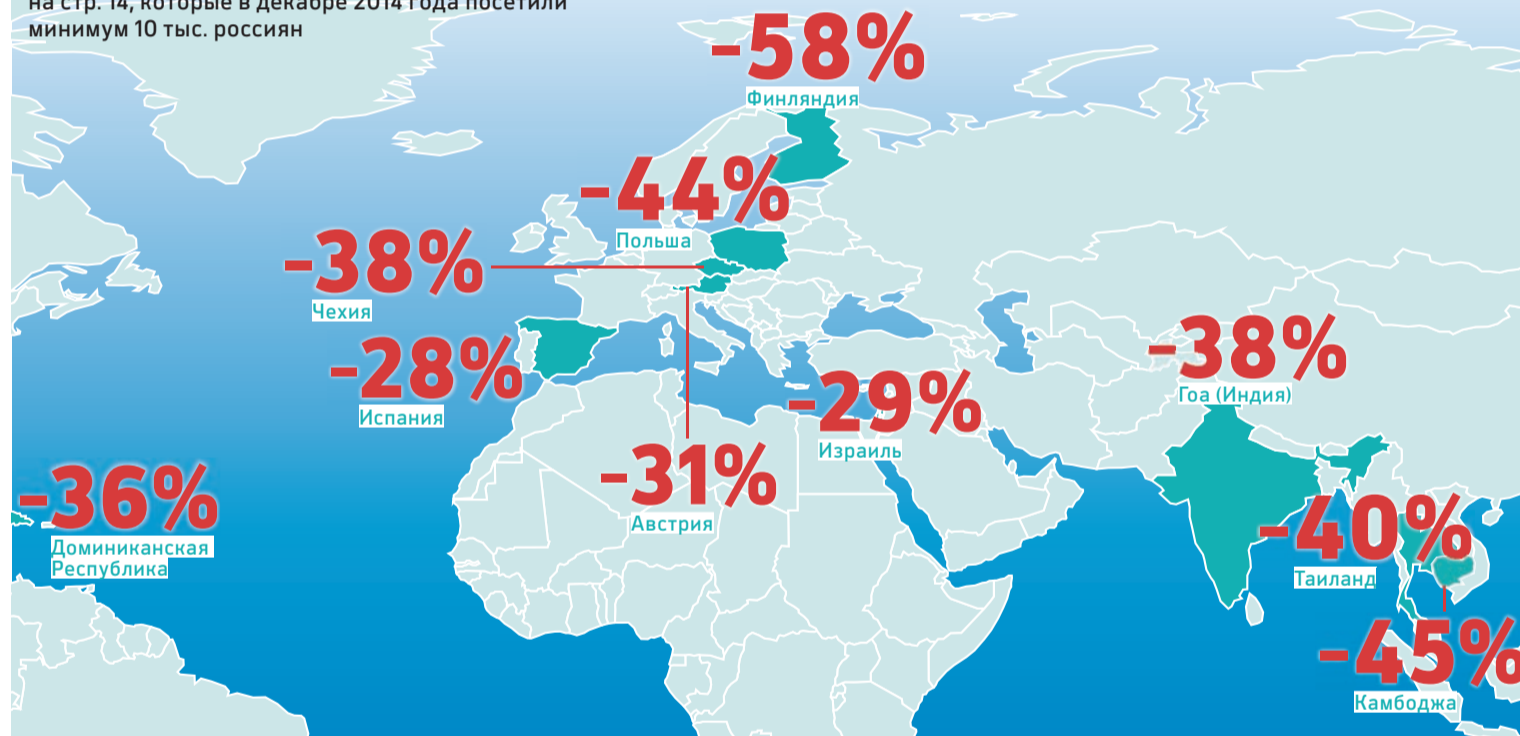 на стр. 14, которые в декабре 2014 года посетили
минимум 10 тыс. россиян
-58%
Финляндия
-44%
Польша
-38%
Чехия
-28%
Испания
-38%
Гоа (Индия)
-29%
Израиль
-31%
Австрия
-36%
Доминиканская
Республика
-40%
Таиланд
-45%
Камбоджа